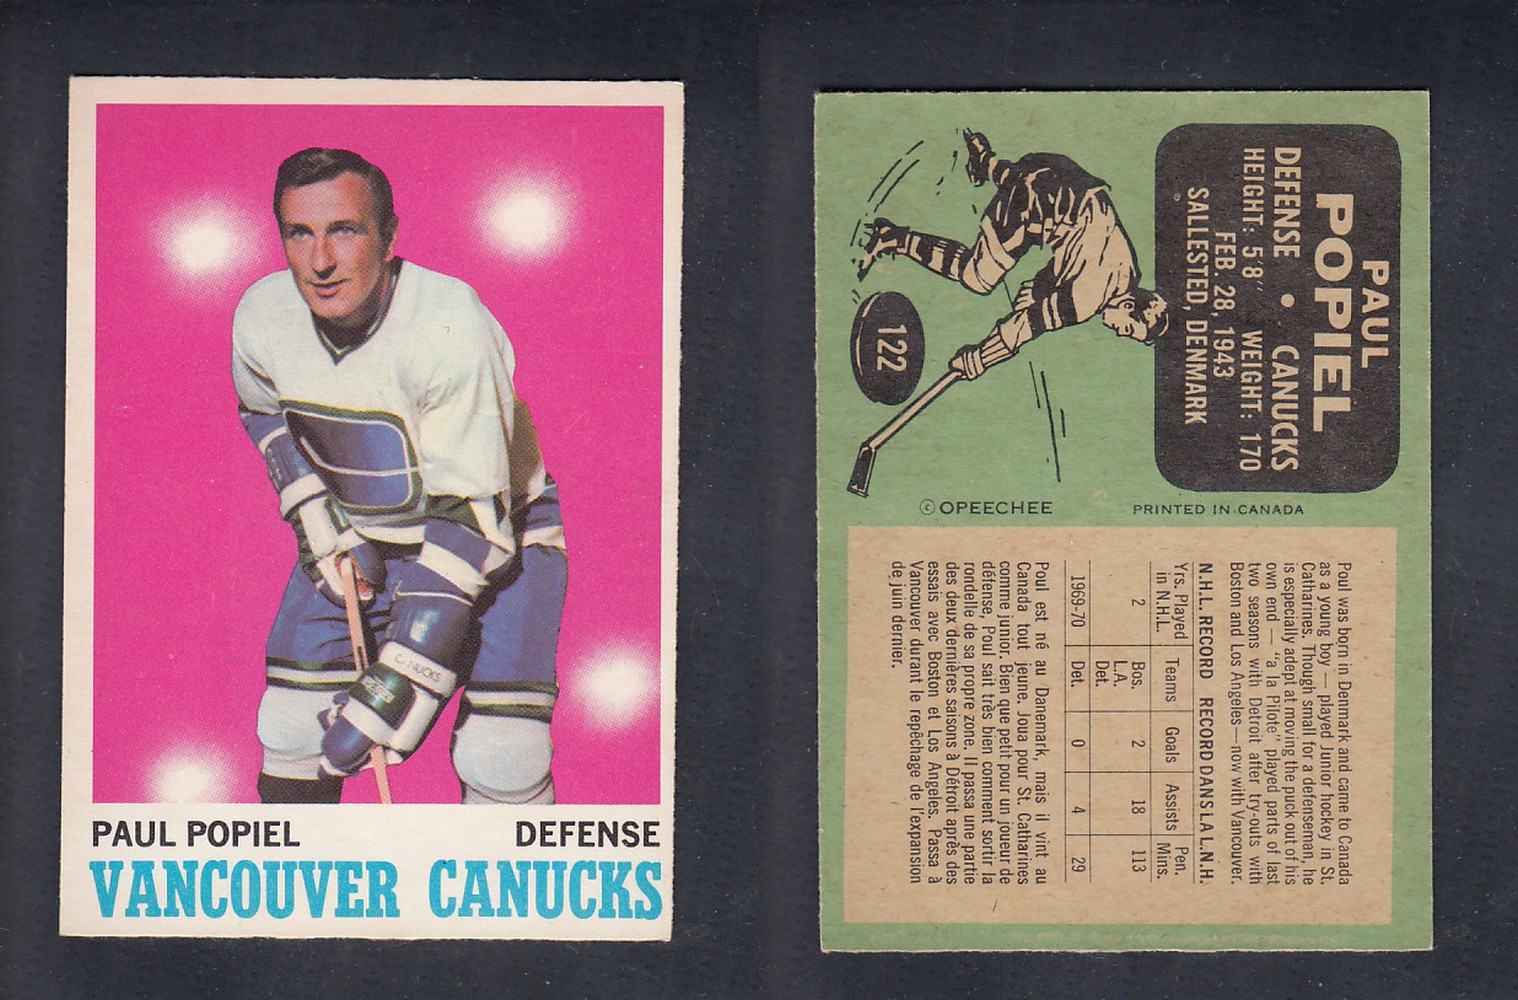 PAUL POPIEL DEFENSE
VANCOUVER CANUCKS
CANUCKS
PAUL
POPIEL
DEFENSE • CANUCKS
HEIGHT: 5'8" WEIGHT: 170
FEB. 28, 1943
SALLESTED, DENMARK
122
© OPEECHEE PRINTED IN CANADA
Poul was born in Denmark and came to Canada
as a young boy — played Junior hockey in St.
Catharines. Though small for a defenseman, he
is especially adept at moving the puck out of his
own end — "a la Pilote" played parts of last
two seasons with Detroit after try-outs with
Boston and Los Angeles—now with Vancouver.
N.H.L. RECORD RECORD DANS LA L.N.H.
Yrs. Played Teams Goals Assists Pen.
in N.H.L. Mins.
2 Bos. 2 18 113
L.A.
Det.
1969-70 Det. 0 4 29
Poul est né au Danemark, mais il vint au
Canada tout jeune. Joua pour St. Catharines
comme junior. Bien que petit pour un joueur de
défense, Poul sait très bien comment sortir la
rondelle de sa propre zone. Il passa une partie
des deux dernières saisons à Détroit après des
essais avec Boston et Los Angeles. Passa à
Vancouver durant le repêchage de l'expansion
de juin dernier.